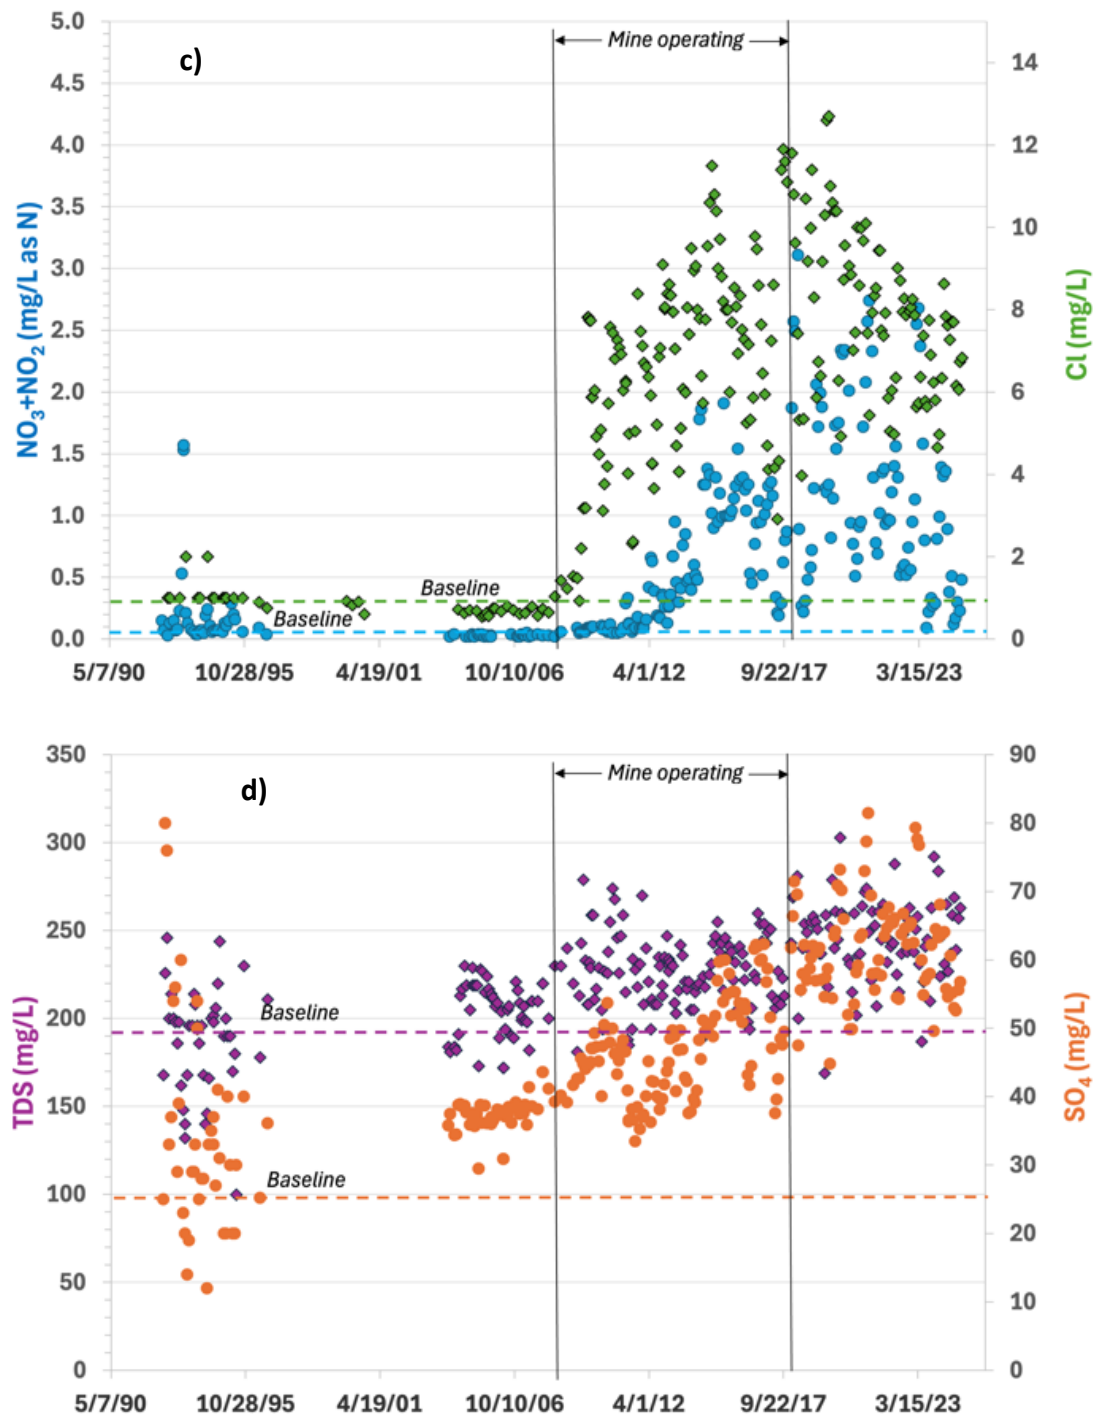 c)
Mine operating
5.0
4.5
4.0
3.5
3.0
2.5
2.0
1.5
1.0
0.5
0.0
NO3+NO2 (mg/L as N)
14
12
10
8
6
4
2
0
Cl (mg/L)
Baseline
Baseline
5/7/90 10/28/95 4/19/01 10/10/06 4/1/12 9/22/17 3/15/23
d)
Mine operating
350
300
250
200
150
100
50
0
TDS (mg/L)
90
80
70
60
50
40
30
20
10
0
SO4 (mg/L)
Baseline
Baseline
5/7/90 10/28/95 4/19/01 10/10/06 4/1/12 9/22/17 3/15/23